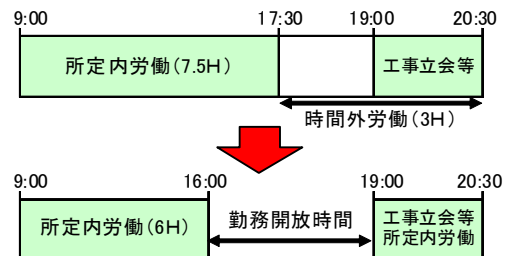 9:00 17:30 19:00 20:30
所定内労働(7.5H) 工事立会等
時間外労働(3H)
9:00 16:00 19:00 20:30
所定内労働(6H) 勤務開放時間 工事立会等
所定内労働